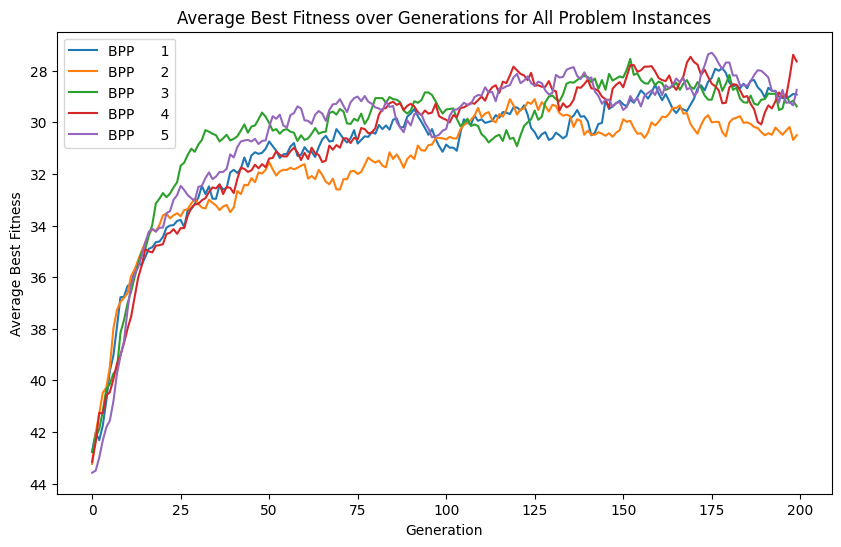 Average Best Fitness over Generations for All Problem Instances
BPP 1
BPP 2
BPP 3
BPP 4
BPP 5
28
30
32
34
36
38
40
42
44
Average Best Fitness
0 25 50 75 100 125 150 175 200
Generation